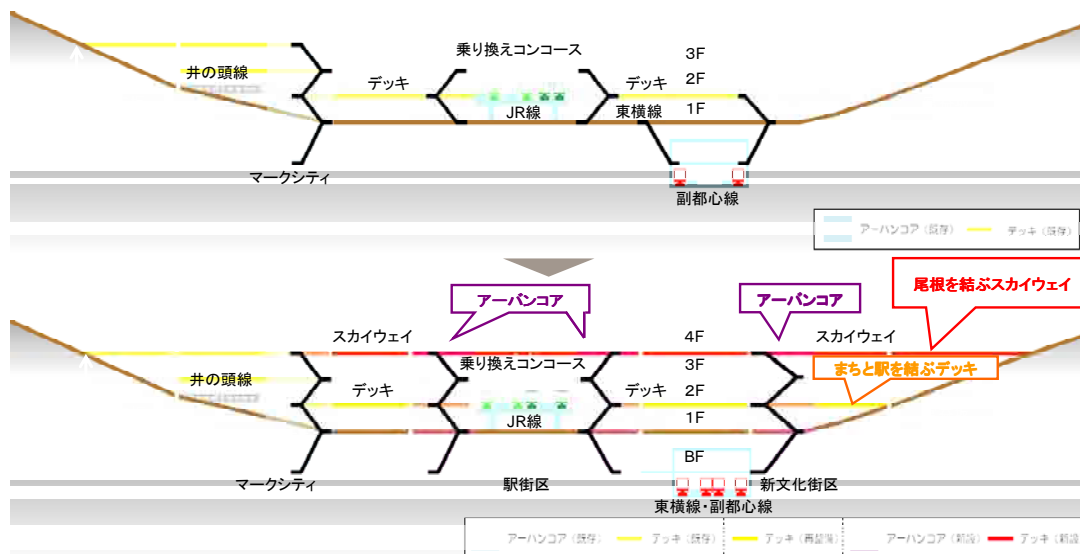 乗り換えコンコース
3F
井の頭線
デッキ
デッキ
2F
JR線
東横線
1F
マークシティ
副都心線
アーバンコア（既存）
デッキ（既存）
アーバンコア
アーバンコア
尾根を結ぶスカイウェイ
スカイウェイ
4F
スカイウェイ
乗り換えコンコース
3F
まちと駅を結ぶデッキ
井の頭線
デッキ
デッキ
2F
JR線
1F
BF
マークシティ
駅街区
新文化街区
東横線・副都心線
アーバンコア（既存）
デッキ（既存）
デッキ（再整備）
アーバンコア（新設）
デッキ（新設